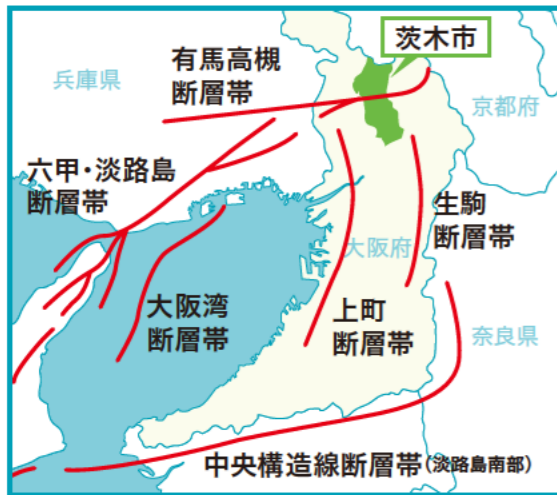 茨木市
有馬高槻
断層帯
兵庫県
京都府
六甲・淡路島
断層帯
生駒
断層帯
大阪府
大阪湾
断層帯
上町
断層帯
奈良県
中央構造線断層帯(淡路島南部)